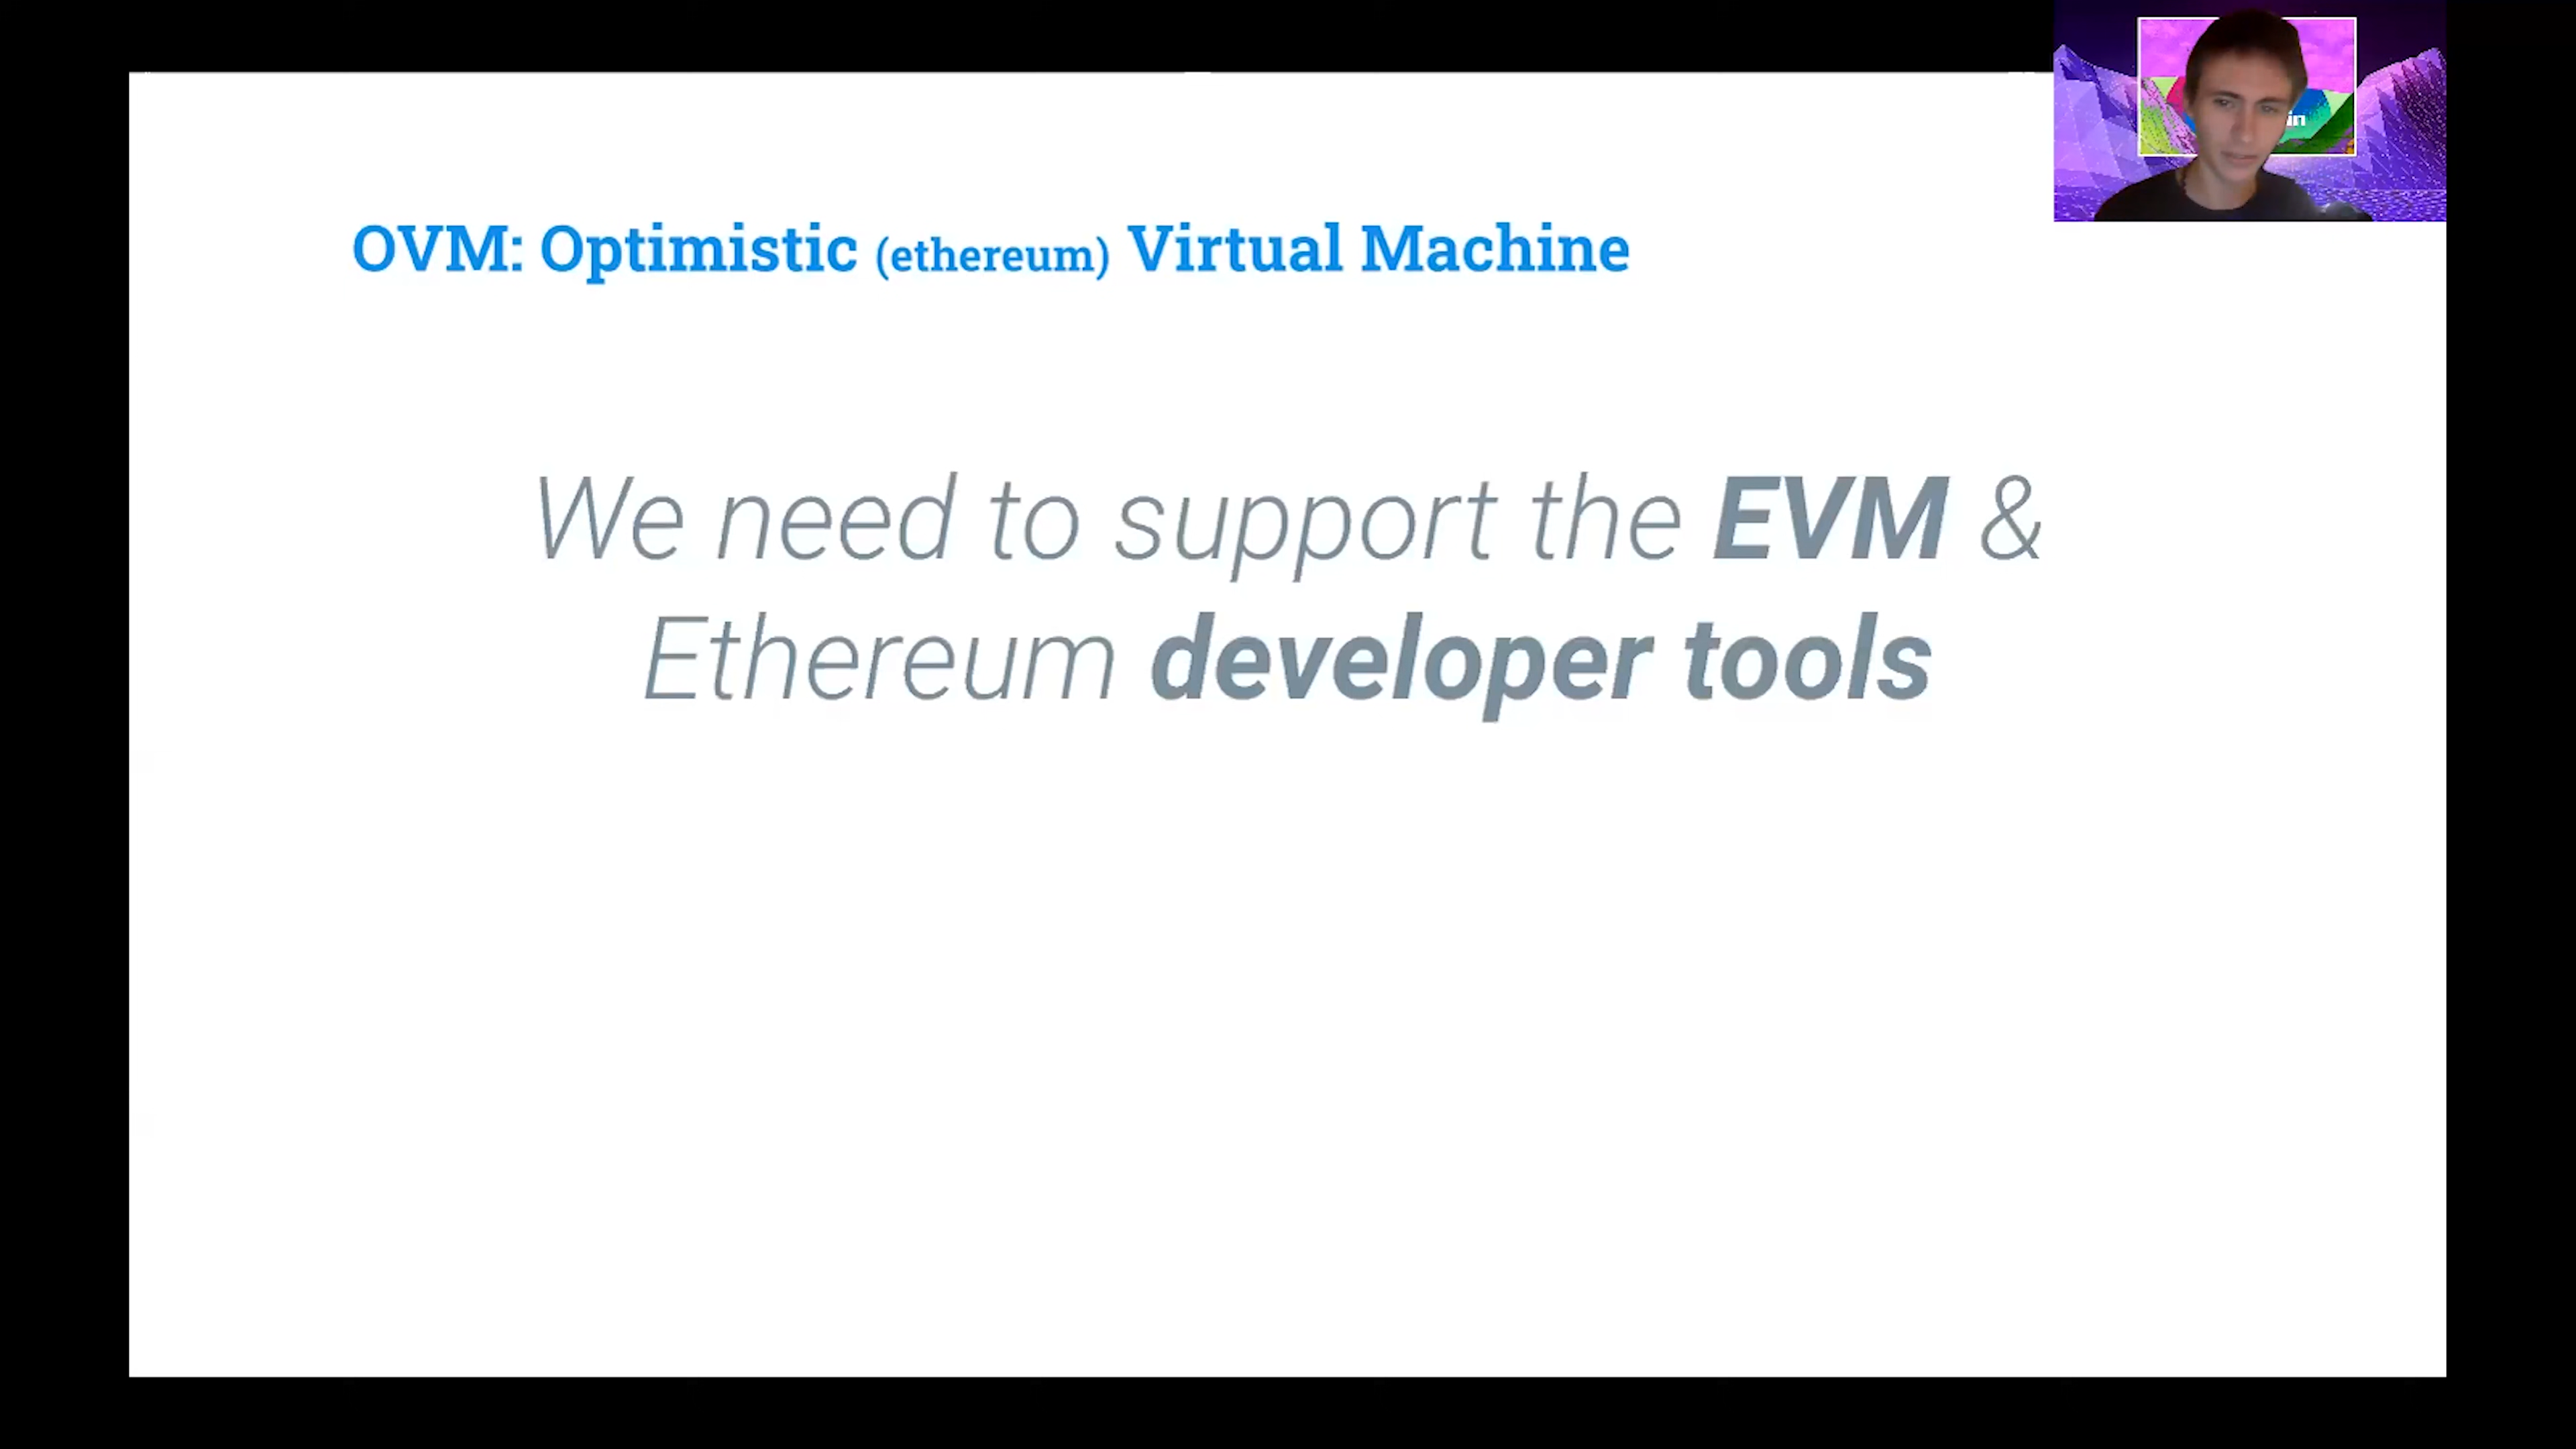 OVM: Optimistic (ethereum) Virtual Machine
We need to support the EVM &
Ethereum developer tools